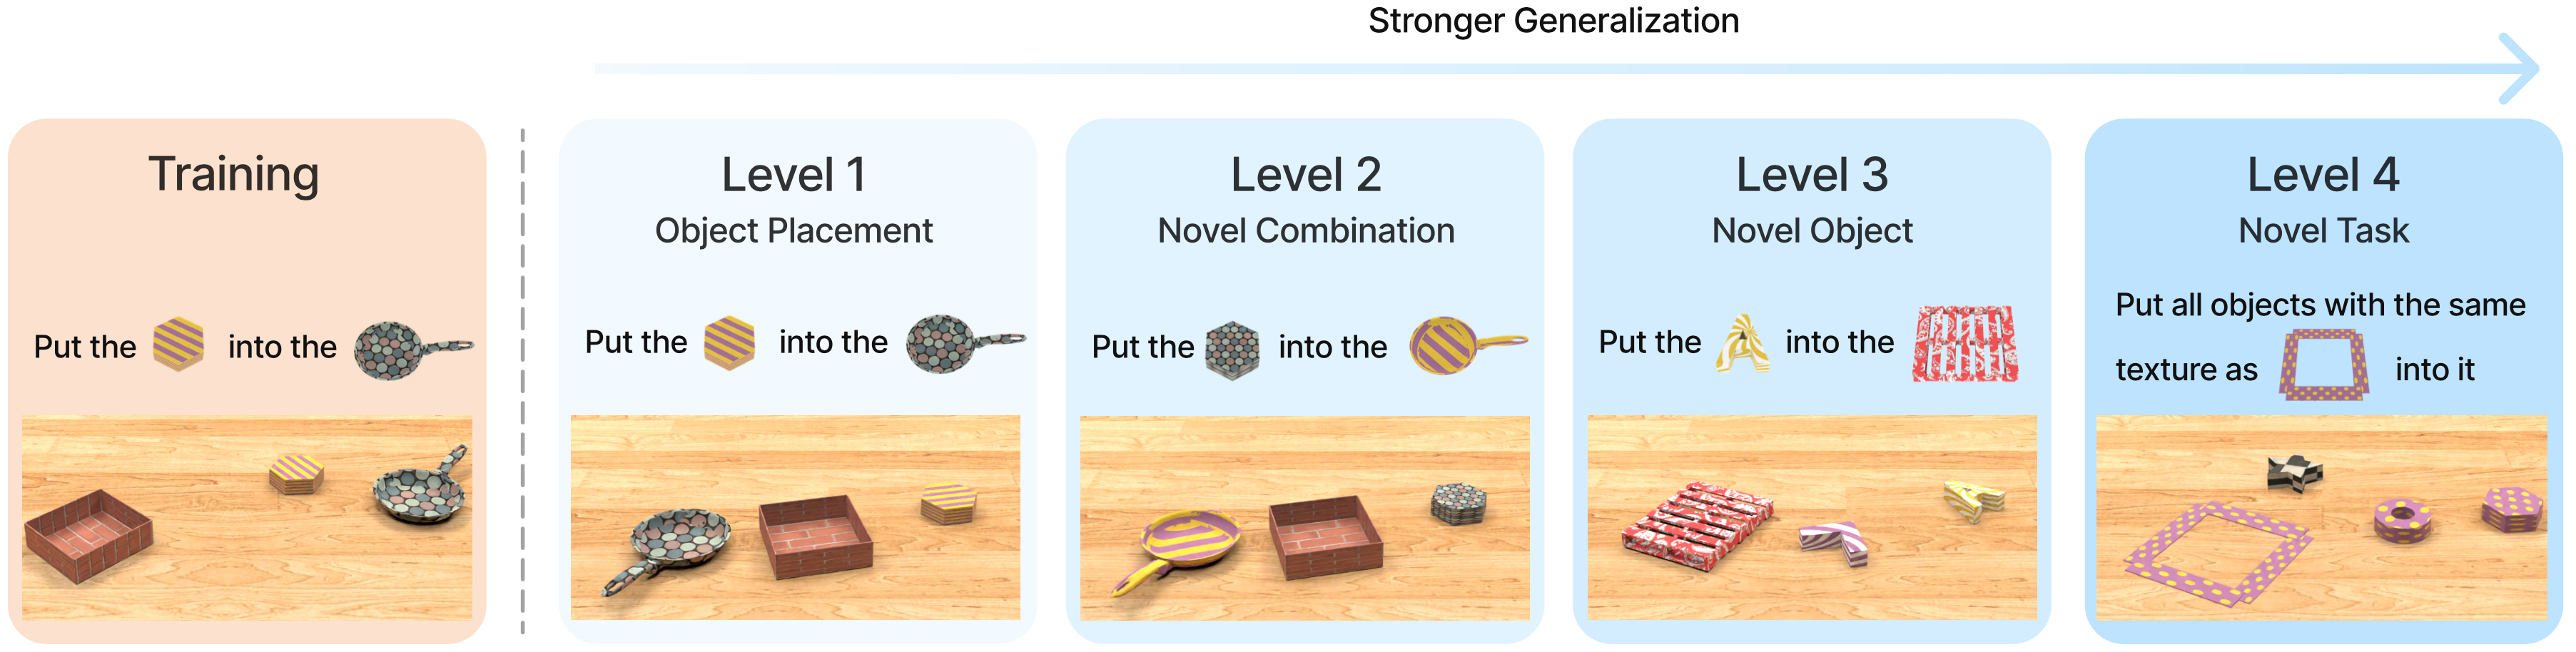 Stronger Generalization
Training
Put the into the
Level 1
Object Placement
Put the into the
Level 2
Novel Combination
Put the into the
Level 3
Novel Object
Put the into the
Level 4
Novel Task
Put all objects with the same
texture as into it